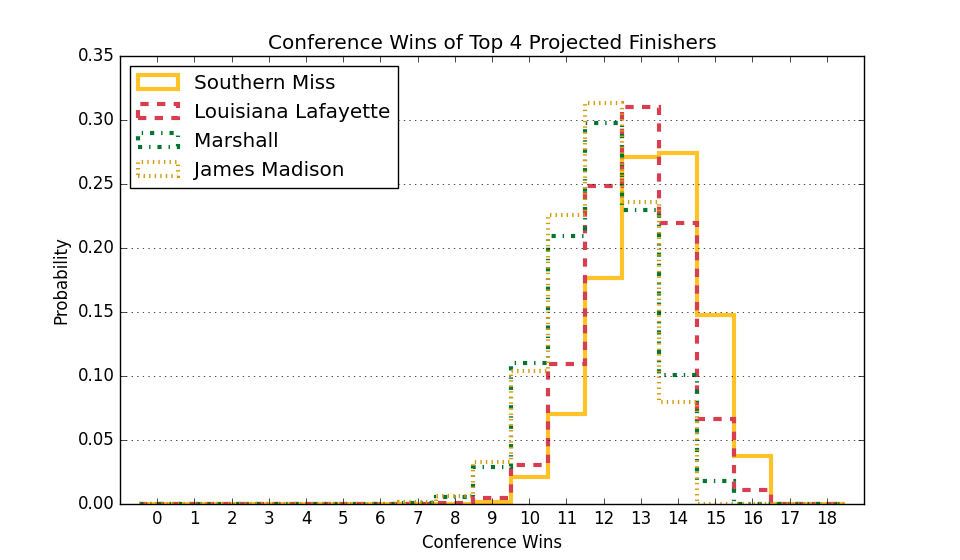 Conference Wins of Top 4 Projected Finishers
0.35
0.30
0.25
0.20
0.15
0.10
0.05
0.00
Probability
Southern Miss
Louisiana Lafayette
Marshall
James Madison
0 1 2 3 4 5 6 7 8 9 10 11 12 13 14 15 16 17 18
Conference Wins